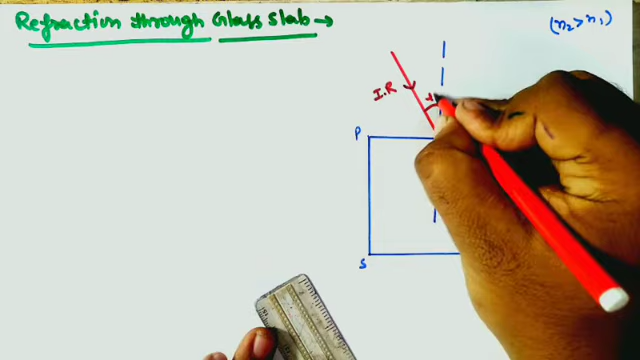 Refraction through Glass Slab →
(n₂ > n₁)
I.R
P
S